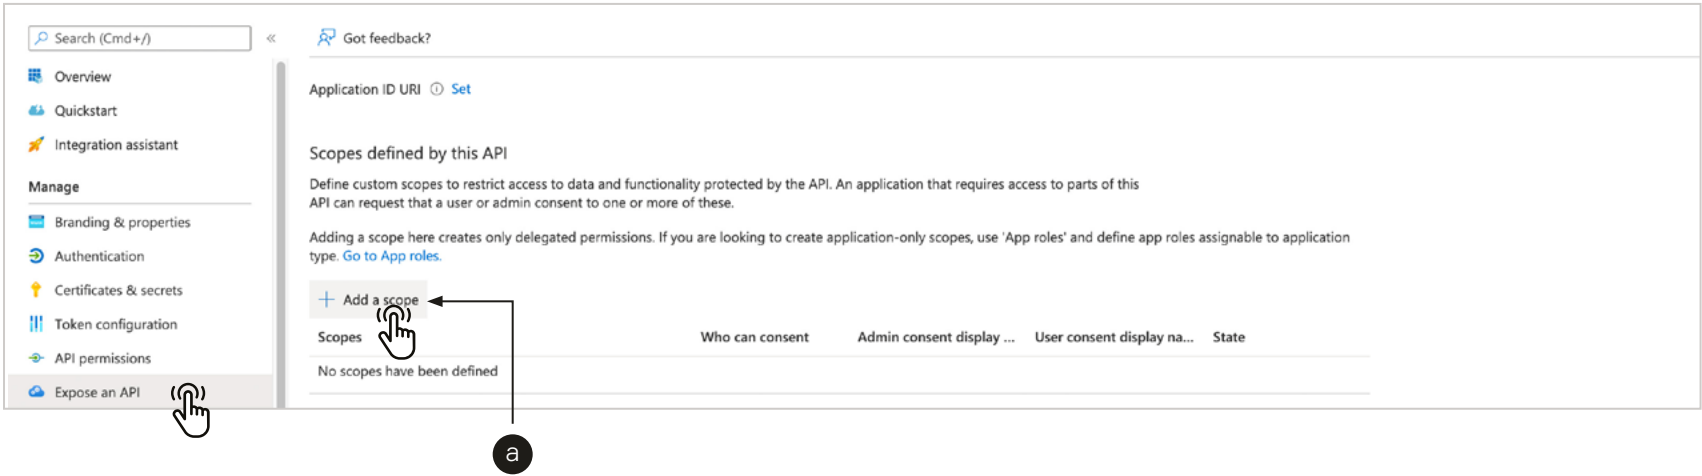 Search (Cmd+/)
«
Overview
Quickstart
Integration assistant
Manage
Branding & properties
Authentication
Certificates & secrets
Token configuration
API permissions
Expose an API
Got feedback?
Application ID URI Set
Scopes defined by this API
Define custom scopes to restrict access to data and functionality protected by the API. An application that requires access to parts of this
API can request that a user or admin consent to one or more of these.
Adding a scope here creates only delegated permissions. If you are looking to create application-only scopes, use 'App roles' and define app roles assignable to application
type. Go to App roles.
+ Add a scope
Scopes Who can consent Admin consent display ... User consent display na... State
No scopes have been defined
a